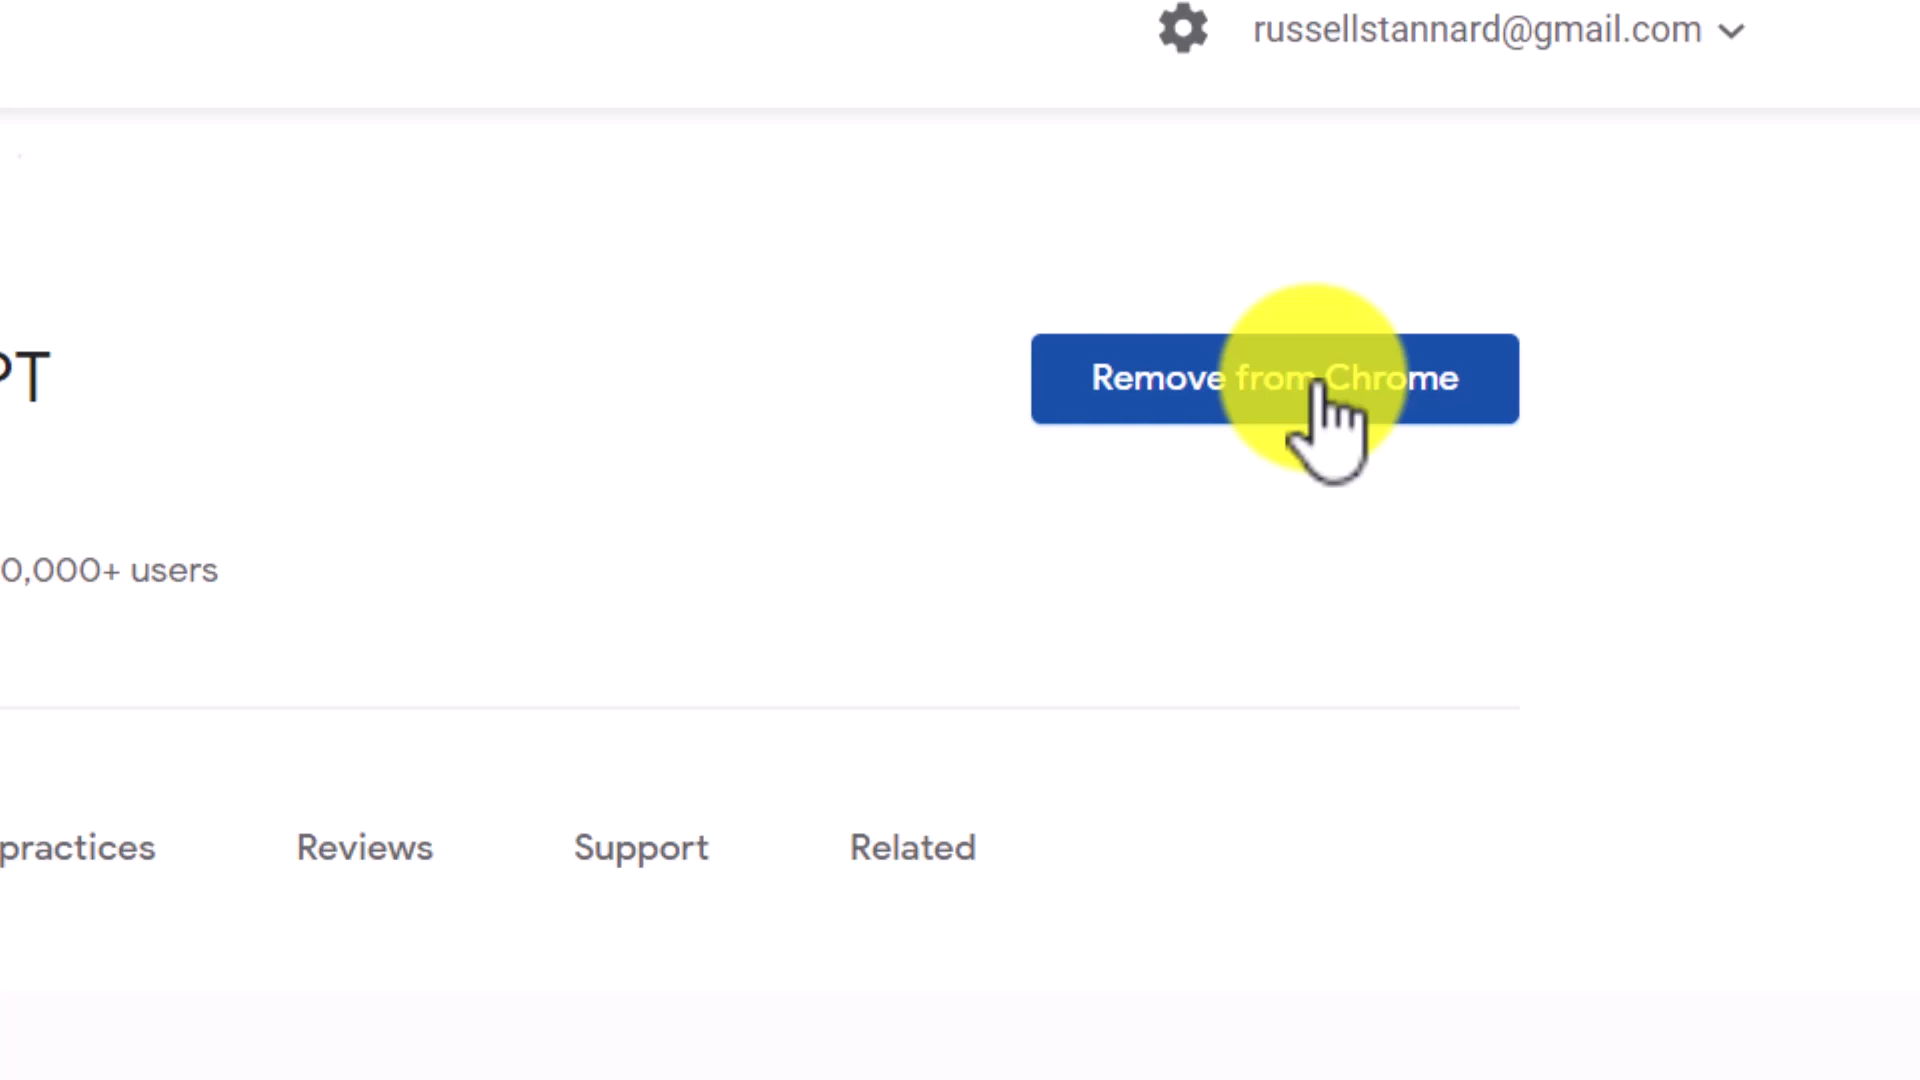 russellstannard@gmail.com
PT
Remove from Chrome
0,000+ users
practices
Reviews
Support
Related